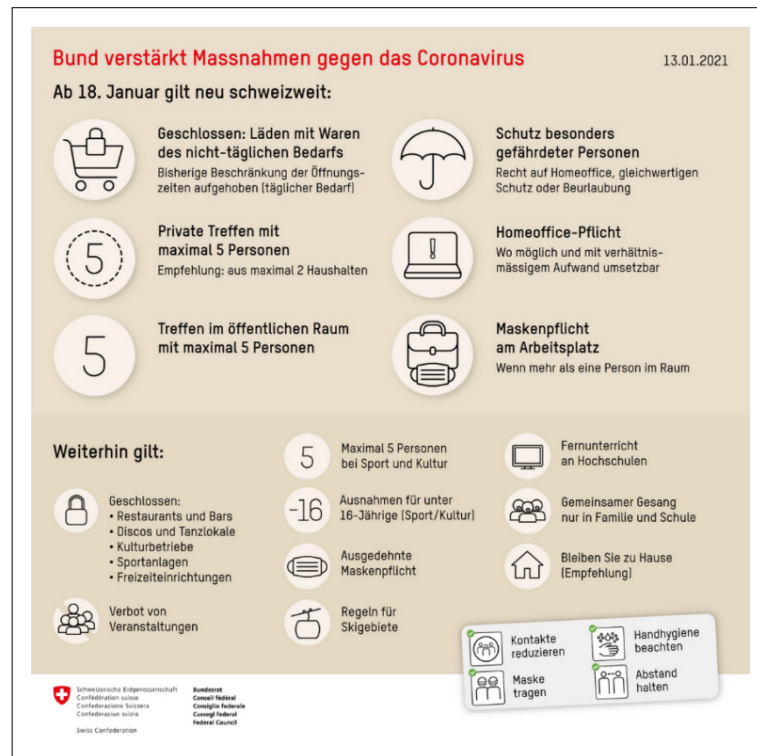 Bund verstärkt Massnahmen gegen das Coronavirus
13.01.2021
Ab 18. Januar gilt neu schweizweit:
Geschlossen: Läden mit Waren
des nicht-täglichen Bedarfs
Bisherige Beschränkung der Öffnungs-
zeiten aufgehoben (täglicher Bedarf)
Schutz besonders
gefährdeter Personen
Recht auf Homeoffice, gleichwertigen
Schutz oder Beurlaubung
5
Private Treffen mit
maximal 5 Personen
Empfehlung: aus maximal 2 Haushalten
!
Homeoffice-Pflicht
Wo möglich und mit verhältnis-
mässigem Aufwand umsetzbar
5
Treffen im öffentlichen Raum
mit maximal 5 Personen
Maskenpflicht
am Arbeitsplatz
Wenn mehr als eine Person im Raum
Weiterhin gilt:
Geschlossen:
• Restaurants und Bars
• Discos und Tanzlokale
• Kulturbetriebe
• Sportanlagen
• Freizeiteinrichtungen
Verbot von
Veranstaltungen
5
Maximal 5 Personen
bei Sport und Kultur
-16
Ausnahmen für unter
16-Jährige (Sport/Kultur)
Ausgedehnte
Maskenpflicht
Regeln für
Skigebiete
Fernunterricht
an Hochschulen
Gemeinsamer Gesang
nur in Familie und Schule
Bleiben Sie zu Hause
(Empfehlung)
Kontakte
reduzieren
Handhygiene
beachten
Maske
tragen
Abstand
halten
Schweizerische Eidgenossenschaft
Confédération suisse
Confederazione Svizzera
Confederaziun svizra
Swiss Confederation
Bundesrat
Conseil fédéral
Consiglio federale
Cussegl federal
Federal Council